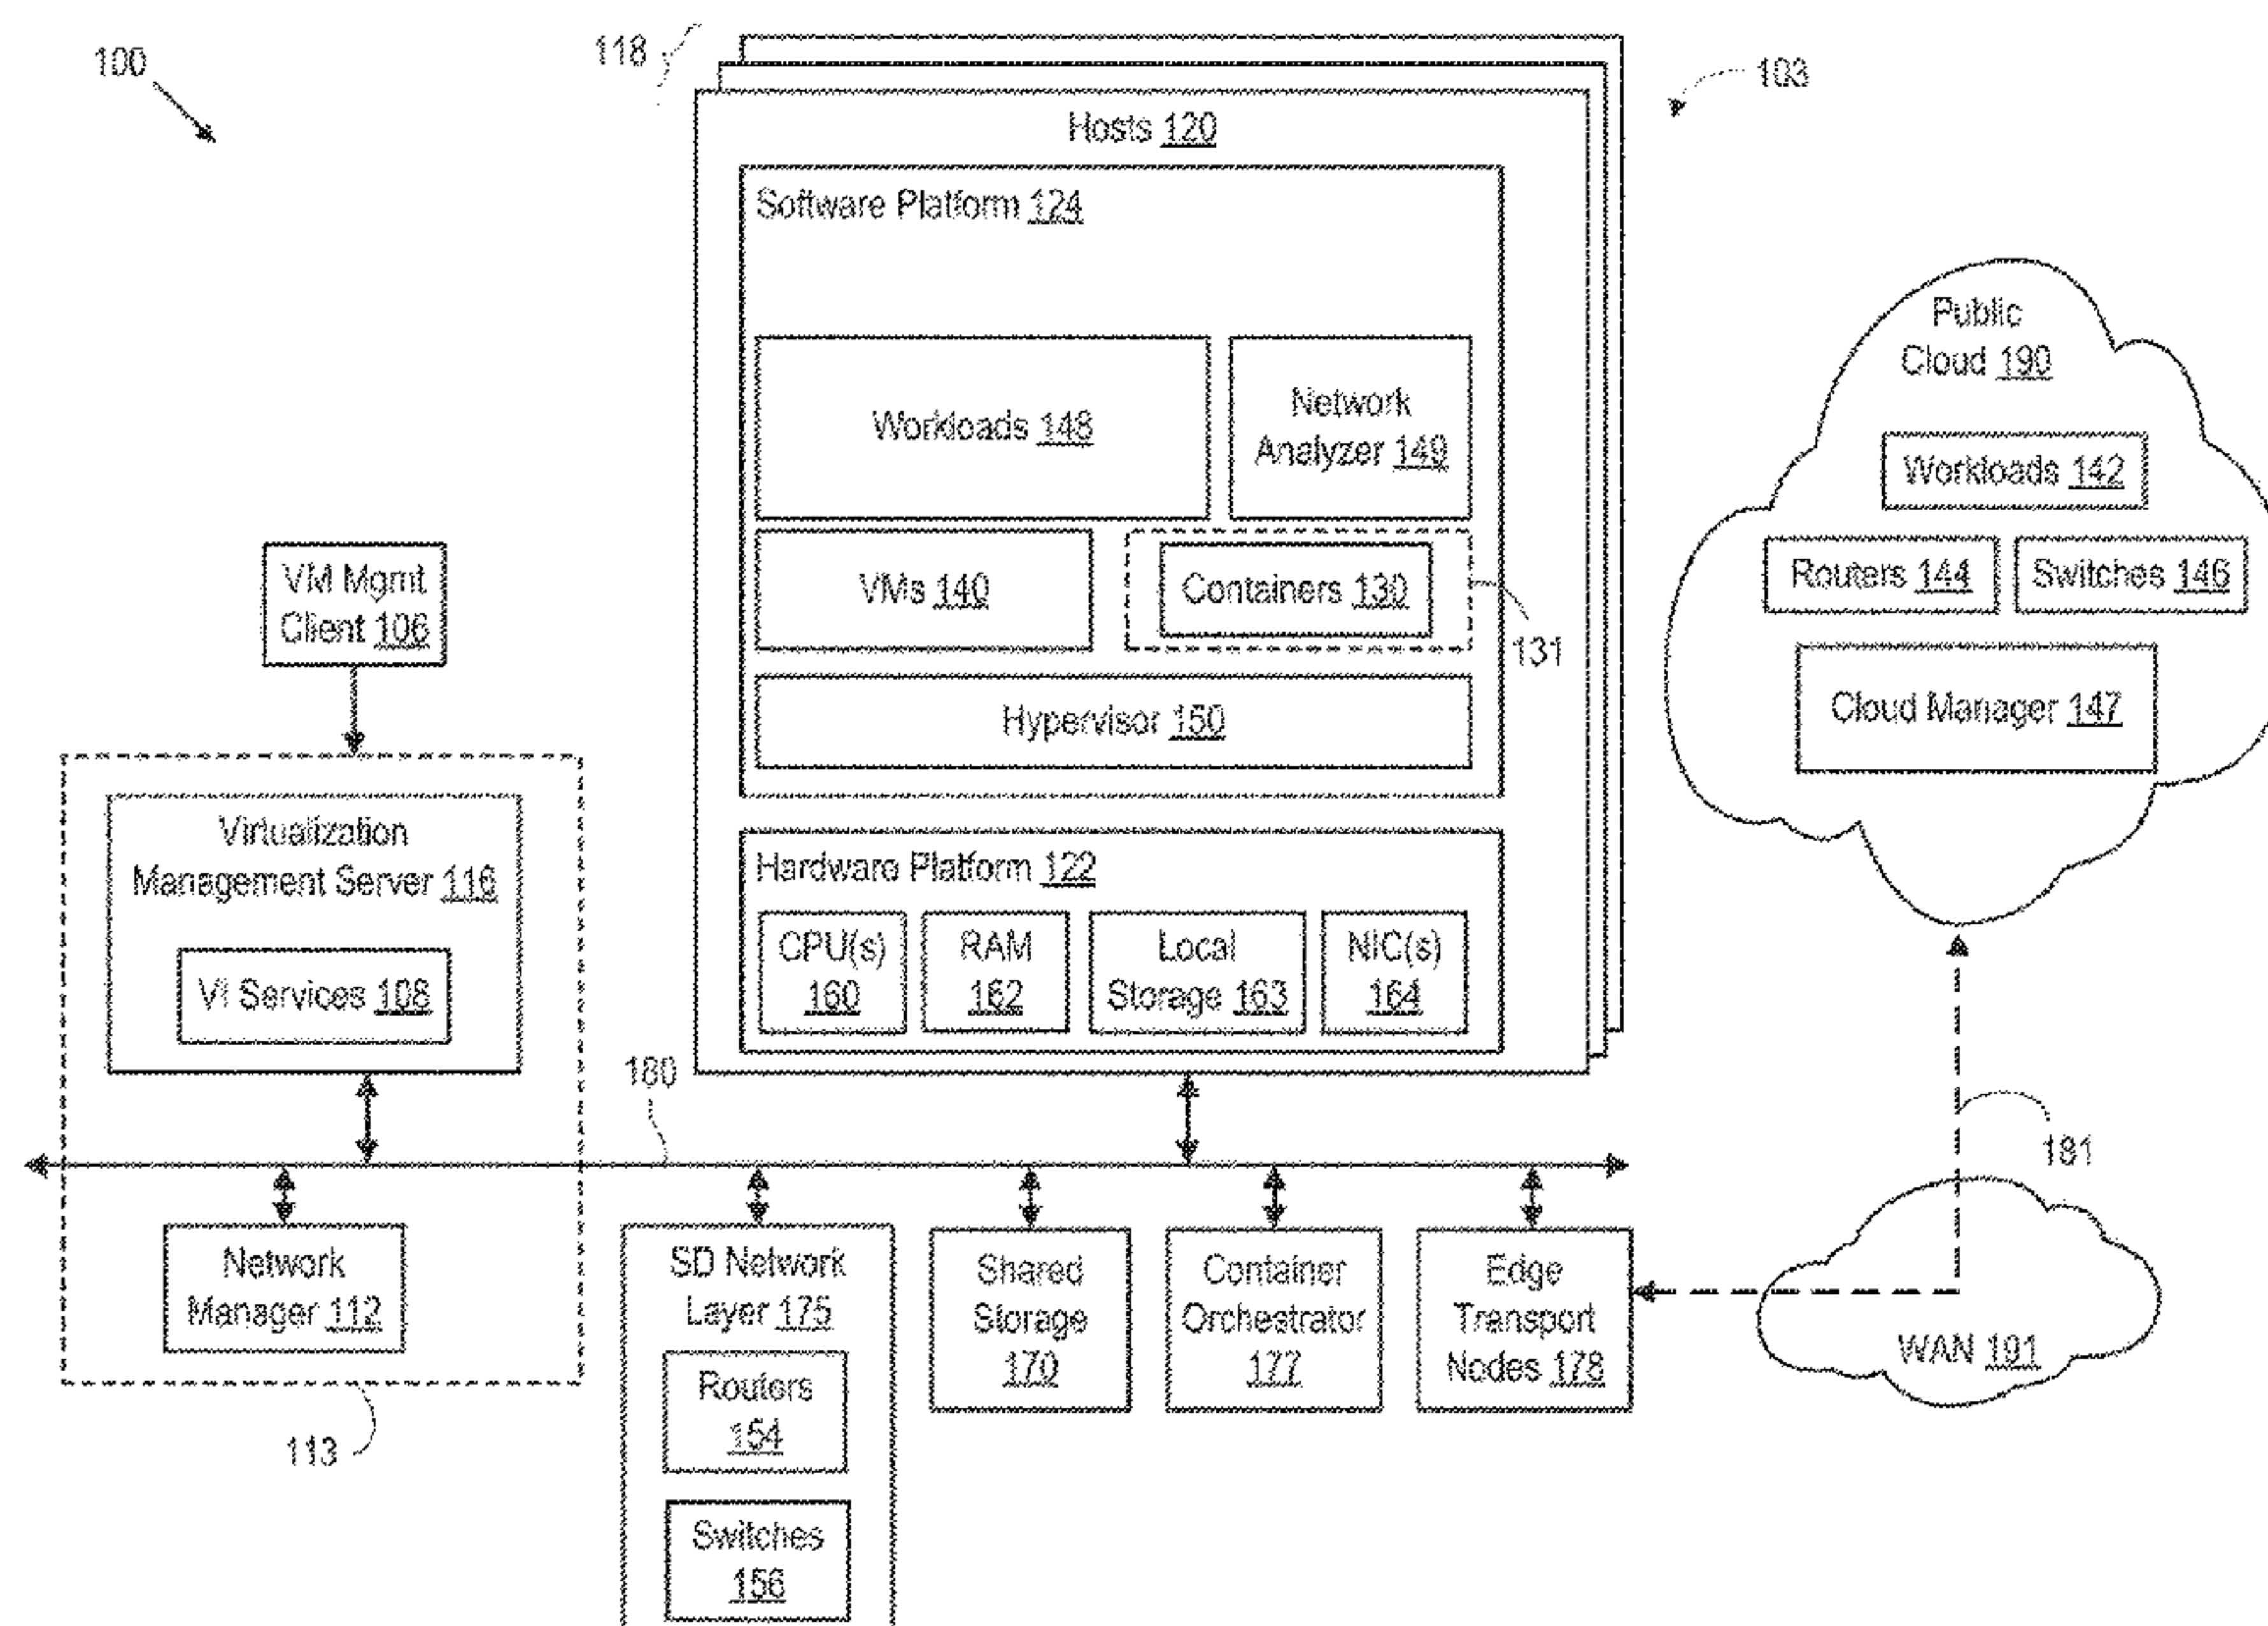 100
118
103
Hosts 120
Software Platform 124
Workloads 148
Network
Analyzer 149
VMs 140
Containers 130
131
Hypervisor 150
Hardware Platform 122
CPU(s)
160
RAM
162
Local
Storage 163
NIC(s)
164
Public
Cloud 190
Workloads 142
Routers 144
Switches 146
Cloud Manager 147
VM Mgmt
Client 106
Virtualization
Management Server 116
VI Services 108
180
181
Network
Manager 112
113
SD Network
Layer 175
Routers
154
Switches
156
Shared
Storage
170
Container
Orchestrator
177
Edge
Transport
Nodes 178
WAN 191